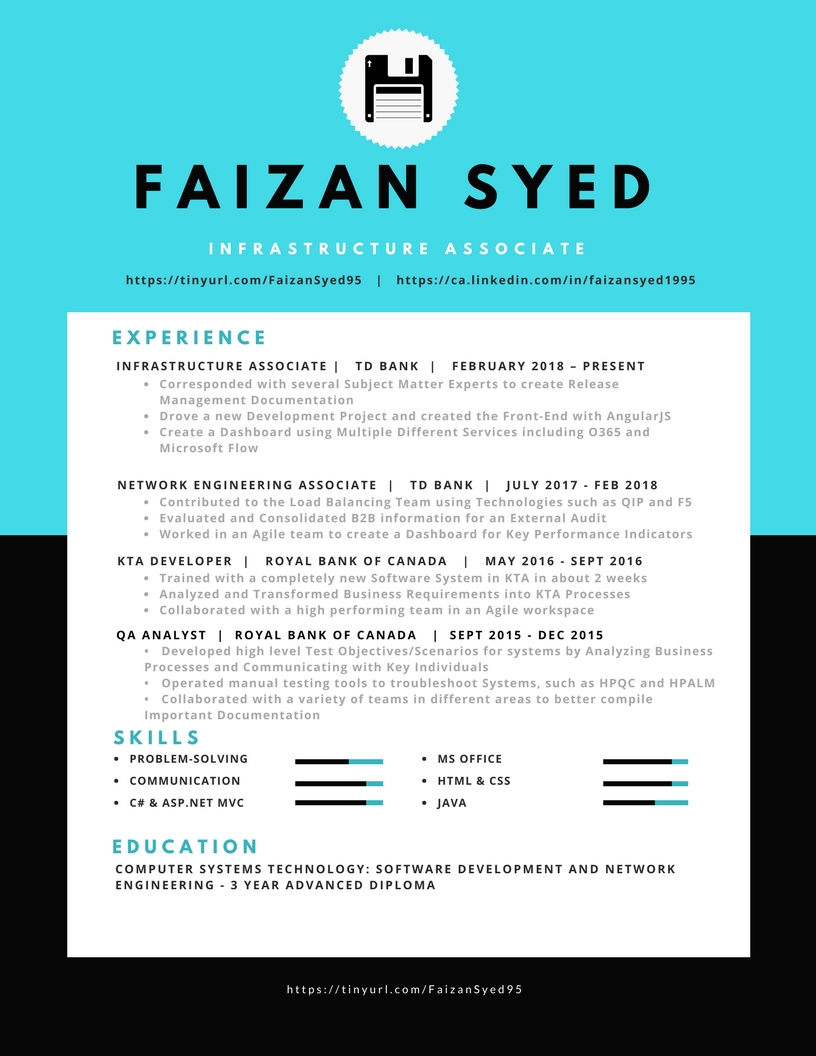 FAIZAN SYED
INFRASTRUCTURE ASSOCIATE
https://tinyurl.com/FaizanSyed95 | https://ca.linkedin.com/in/faizansyed1995
EXPERIENCE
INFRASTRUCTURE ASSOCIATE | TD BANK | FEBRUARY 2018 – PRESENT
• Corresponded with several Subject Matter Experts to create Release
Management Documentation
• Drove a new Development Project and created the Front-End with AngularJS
• Create a Dashboard using Multiple Different Services including O365 and
Microsoft Flow
NETWORK ENGINEERING ASSOCIATE | TD BANK | JULY 2017 - FEB 2018
• Contributed to the Load Balancing Team using Technologies such as QIP and F5
• Evaluated and Consolidated B2B information for an External Audit
• Worked in an Agile team to create a Dashboard for Key Performance Indicators
KTA DEVELOPER | ROYAL BANK OF CANADA | MAY 2016 - SEPT 2016
• Trained with a completely new Software System in KTA in about 2 weeks
• Analyzed and Transformed Business Requirements into KTA Processes
• Collaborated with a high performing team in an Agile workspace
QA ANALYST | ROYAL BANK OF CANADA | SEPT 2015 - DEC 2015
• Developed high level Test Objectives/Scenarios for systems by Analyzing Business
Processes and Communicating with Key Individuals
• Operated manual testing tools to troubleshoot Systems, such as HPQC and HPALM
• Collaborated with a variety of teams in different areas to better compile
Important Documentation
SKILLS
• PROBLEM-SOLVING
• COMMUNICATION
• C# & ASP.NET MVC
• MS OFFICE
• HTML & CSS
• JAVA
EDUCATION
COMPUTER SYSTEMS TECHNOLOGY: SOFTWARE DEVELOPMENT AND NETWORK
ENGINEERING - 3 YEAR ADVANCED DIPLOMA
https://tinyurl.com/FaizanSyed95